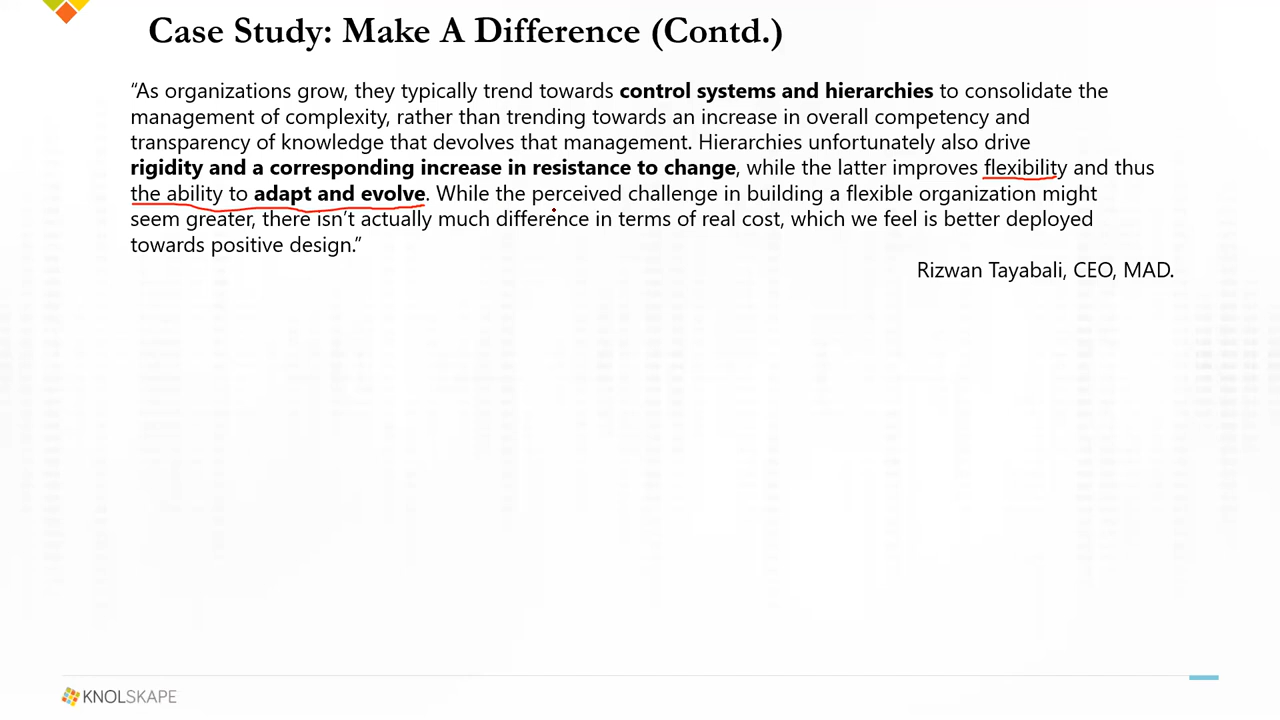 Case Study: Make A Difference (Contd.)
“As organizations grow, they typically trend towards control systems and hierarchies to consolidate the
management of complexity, rather than trending towards an increase in overall competency and
transparency of knowledge that devolves that management. Hierarchies unfortunately also drive
rigidity and a corresponding increase in resistance to change, while the latter improves flexibility and thus
the ability to adapt and evolve. While the perceived challenge in building a flexible organization might
seem greater, there isn’t actually much difference in terms of real cost, which we feel is better deployed
towards positive design.”
Rizwan Tayabali, CEO, MAD.
KNOLSKAPE